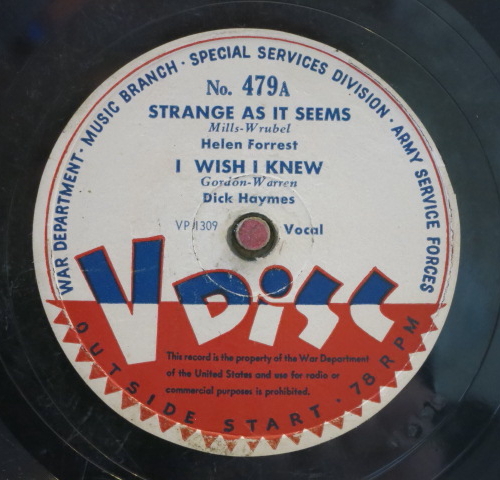 WAR DEPARTMENT · MUSIC BRANCH · SPECIAL SERVICES DIVISION · ARMY SERVICE FORCES
No. 479A
STRANGE AS IT SEEMS
Mills-Wrubel
Helen Forrest
I WISH I KNEW
Gordon-Warren
Dick Haymes
VP 1309
Vocal
V DISC
This record is the property of the War Department
of the United States and use for radio or
commercial purposes is prohibited.
OUTSIDE START · 78 RPM